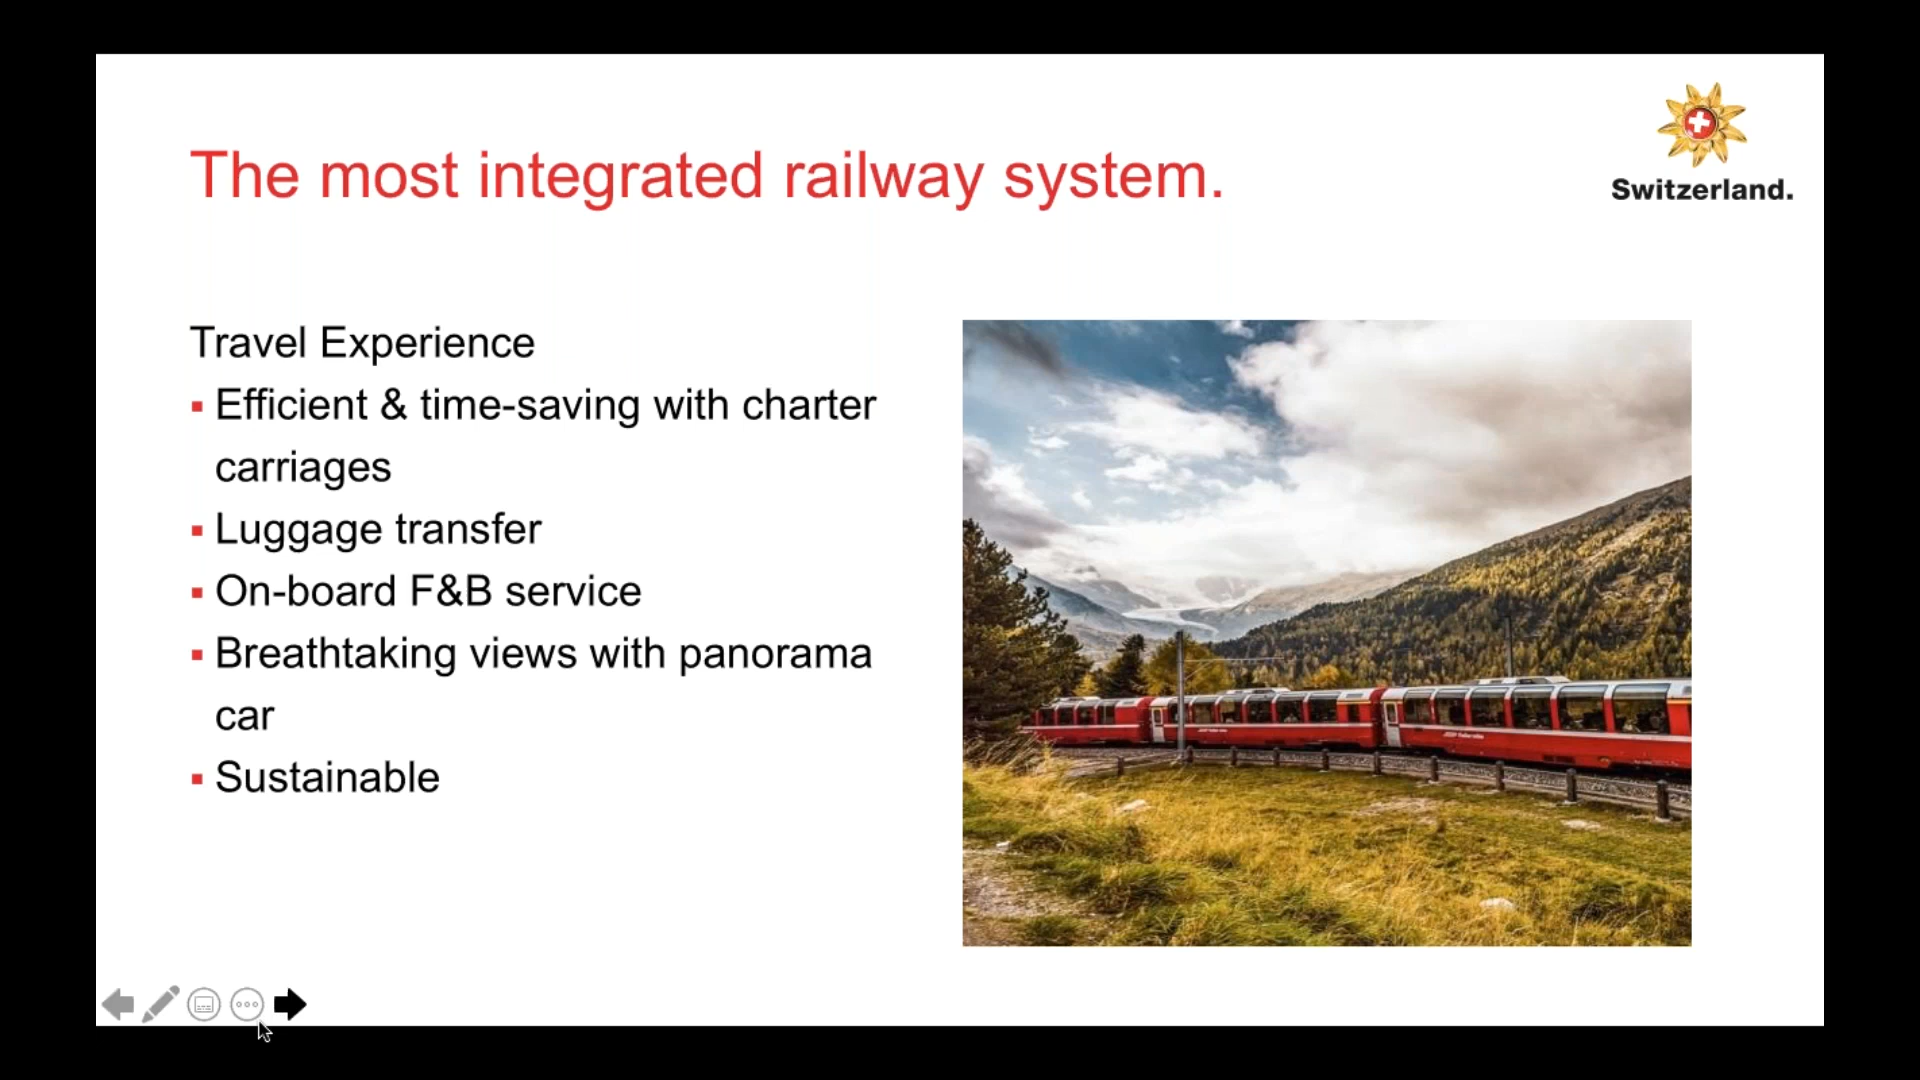 The most integrated railway system.
Switzerland.
Travel Experience
▪ Efficient & time-saving with charter
carriages
▪ Luggage transfer
▪ On-board F&B service
▪ Breathtaking views with panorama
car
▪ Sustainable